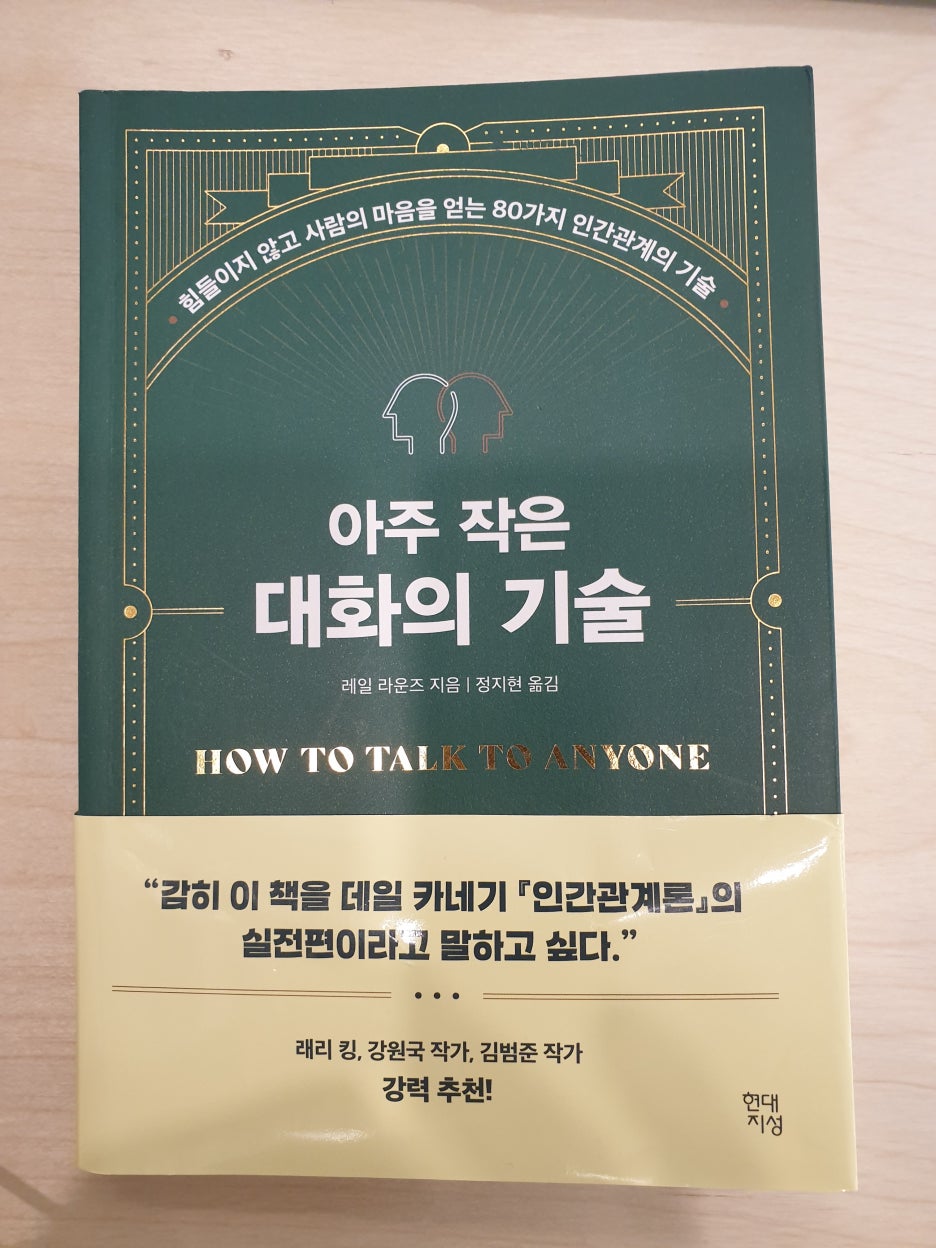 힘들이지 않고 사람의 마음을 얻는 80가지 인간관계의 기술
아주 작은
대화의 기술
레일 라운즈 지음 | 정지현 옮김
HOW TO TALK TO ANYONE
“감히 이 책을 데일 카네기 『인간관계론』의
실전편이라고 말하고 싶다.”
래리 킹, 강원국 작가, 김범준 작가
강력 추천!
현대
지성